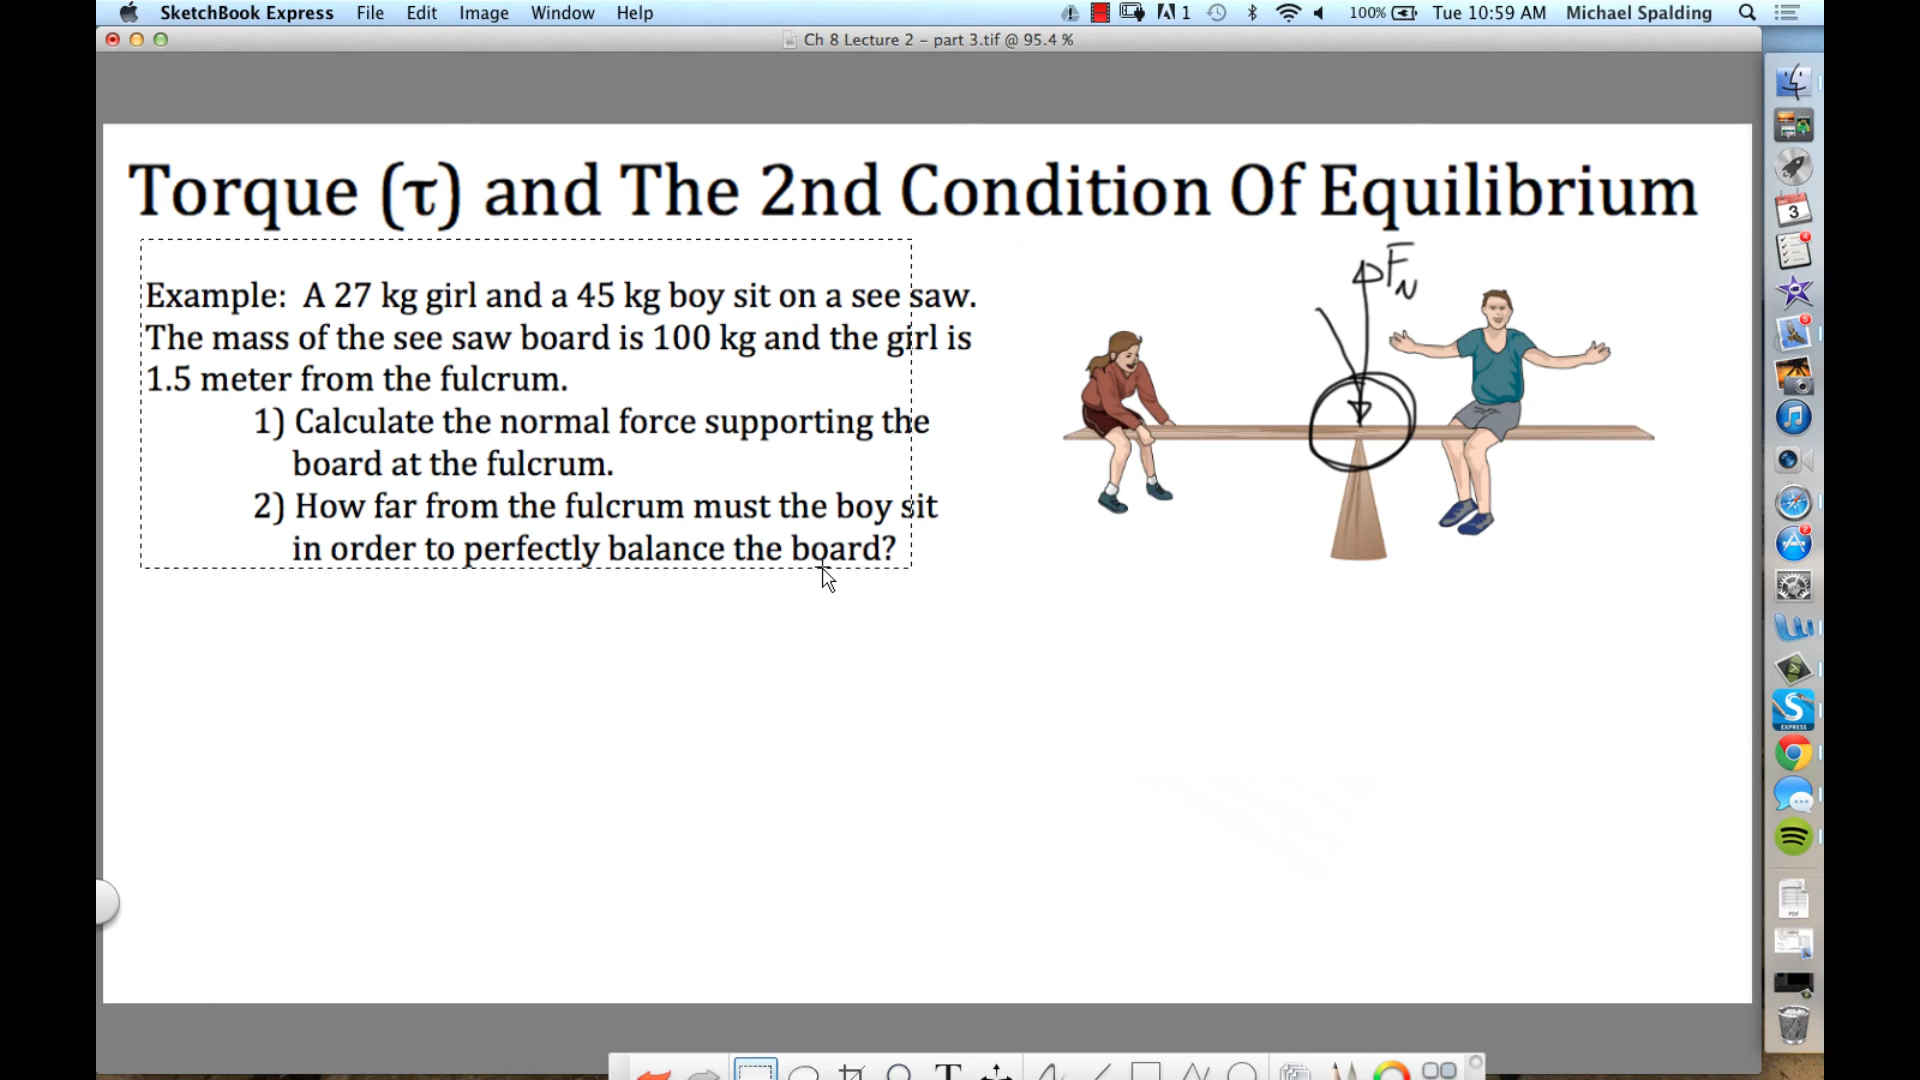 SketchBook Express File Edit Image Window Help 1 100% Tue 10:59 AM Michael Spalding
Ch 8 Lecture 2 – part 3.tif @ 95.4 %
Torque (τ) and The 2nd Condition Of Equilibrium
Example: A 27 kg girl and a 45 kg boy sit on a see saw.
The mass of the see saw board is 100 kg and the girl is
1.5 meter from the fulcrum.
1) Calculate the normal force supporting the
board at the fulcrum.
2) How far from the fulcrum must the boy sit
in order to perfectly balance the board?
FN
3
S
EXPRESS
PDF
T